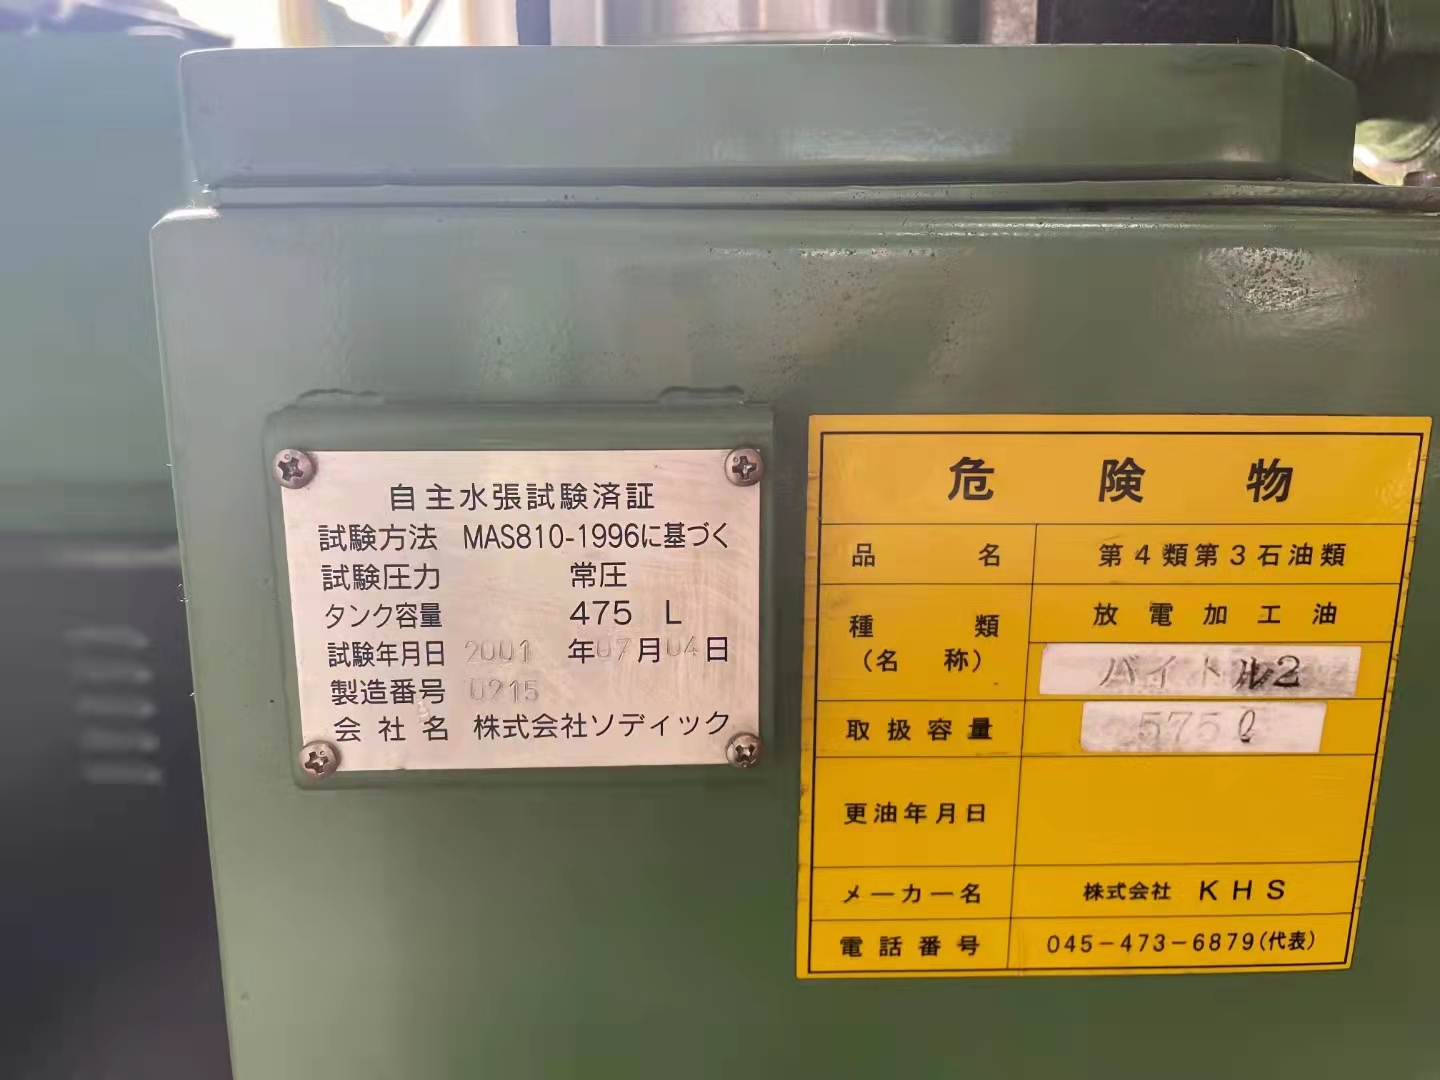 自主水張試験済証
試験方法 MAS810-1996に基づく
試験圧力 常圧
タンク容量 475 L
試験年月日 2001 年07月04日
製造番号 0215
会社名 株式会社ソディック
危険物
品名 第4類第3石油類
種類(名称) 放電加工油
バイトル2
取扱容量 575ℓ
更油年月日
メーカー名 株式会社 KHS
電話番号 045-473-6879(代表)